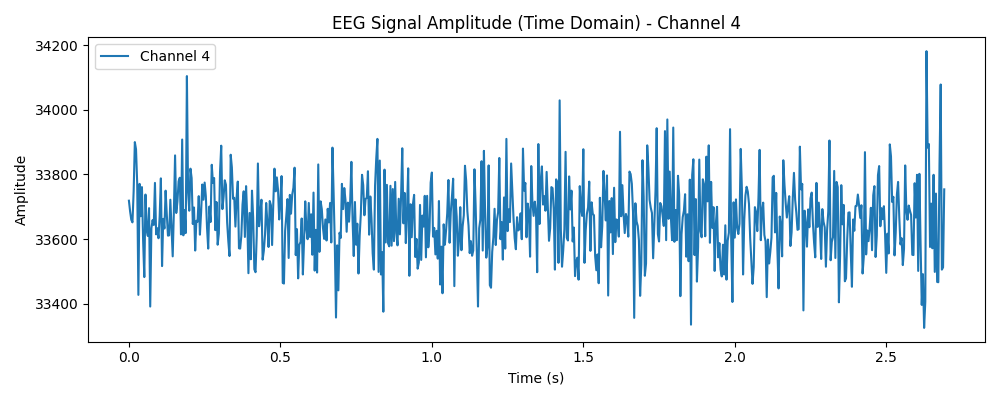 EEG Signal Amplitude (Time Domain) - Channel 4
Channel 4
Amplitude
34200
34000
33800
33600
33400
0.0 0.5 1.0 1.5 2.0 2.5
Time (s)